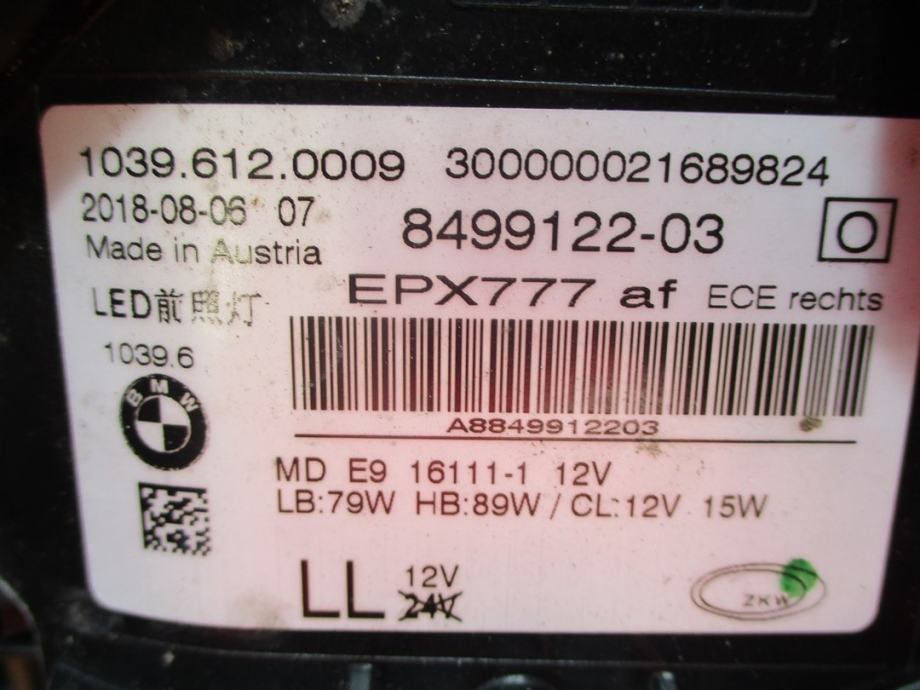 1039.612.0009 300000021689824
2018-08-06 07 8499122-03 O
Made in Austria
EPX777 af ECE rechts
LED前照灯
1039.6
BMW
A8849912203
MD E9 16111-1 12V
LB:79W HB:89W / CL:12V 15W
LL 12V
24V
ZKW